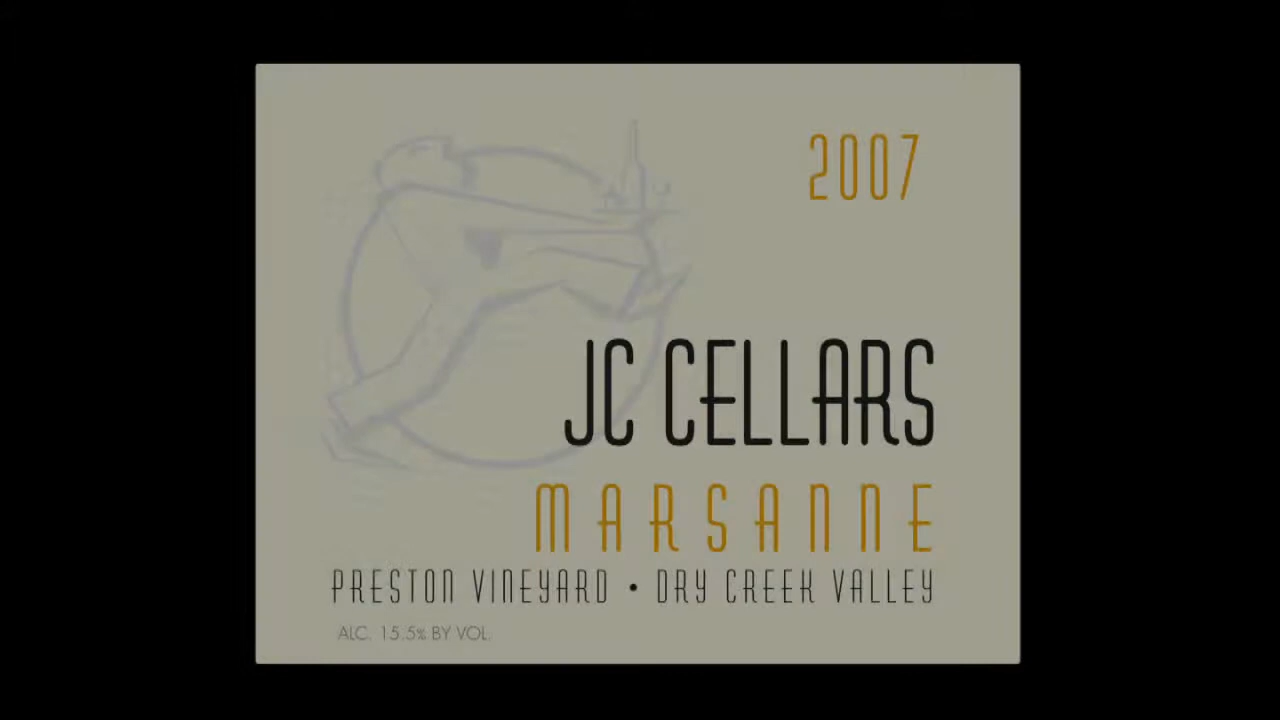 2007
JC CELLARS
MARSANNE
PRESTON VINEYARD • DRY CREEK VALLEY
ALC. 15.5% BY VOL.